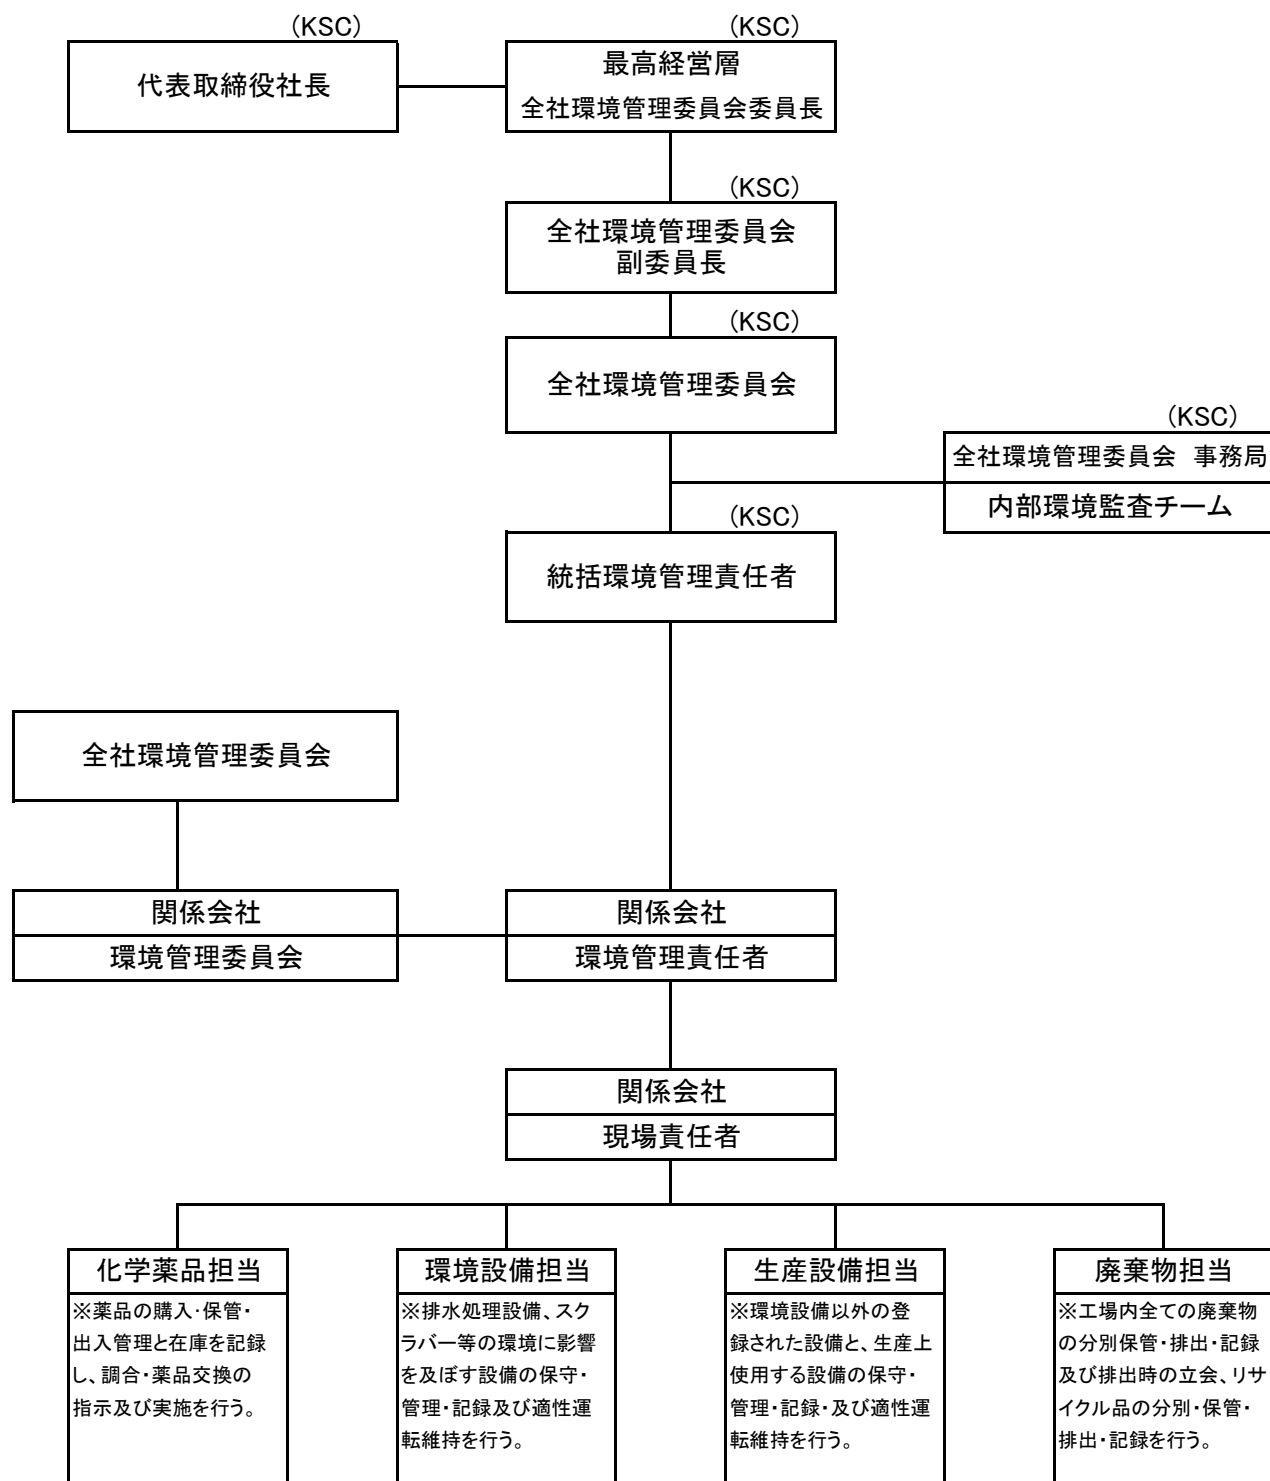 (KSC)
代表取締役社長
(KSC)
最高経営層
全社環境管理委員会委員長
(KSC)
全社環境管理委員会
副委員長
(KSC)
全社環境管理委員会
(KSC)
全社環境管理委員会　事務局
内部環境監査チーム
(KSC)
統括環境管理責任者
全社環境管理委員会
関係会社
環境管理委員会
関係会社
環境管理責任者
関係会社
現場責任者
化学薬品担当
※薬品の購入・保管・
出入管理と在庫を記録
し、調合・薬品交換の
指示及び実施を行う。
環境設備担当
※排水処理設備、スク
ラバー等の環境に影響
を及ぼす設備の保守・
管理・記録及び適性運
転維持を行う。
生産設備担当
※環境設備以外の登
録された設備と、生産上
使用する設備の保守・
管理・記録・及び適性運
転維持を行う。
廃棄物担当
※工場内全ての廃棄物
の分別保管・排出・記録
及び排出時の立会、リサ
イクル品の分別・保管・
排出・記録を行う。